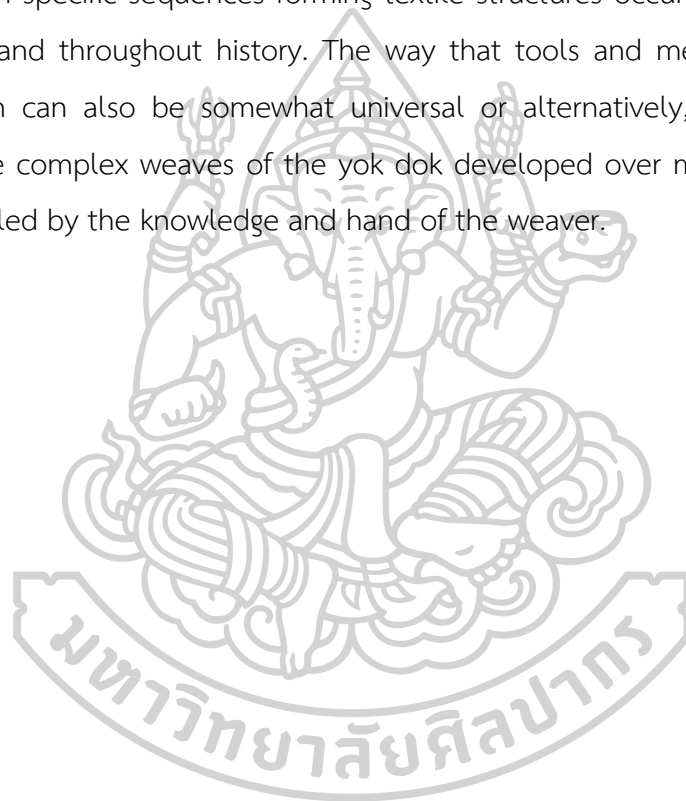 specific sequences forming textile structures occur
and throughout history. The way that tools and me
can also be somewhat universal or alternatively,
complex weaves of the yok dok developed over m
led by the knowledge and hand of the weaver.
มหาวิทยาลัยศิลปากร